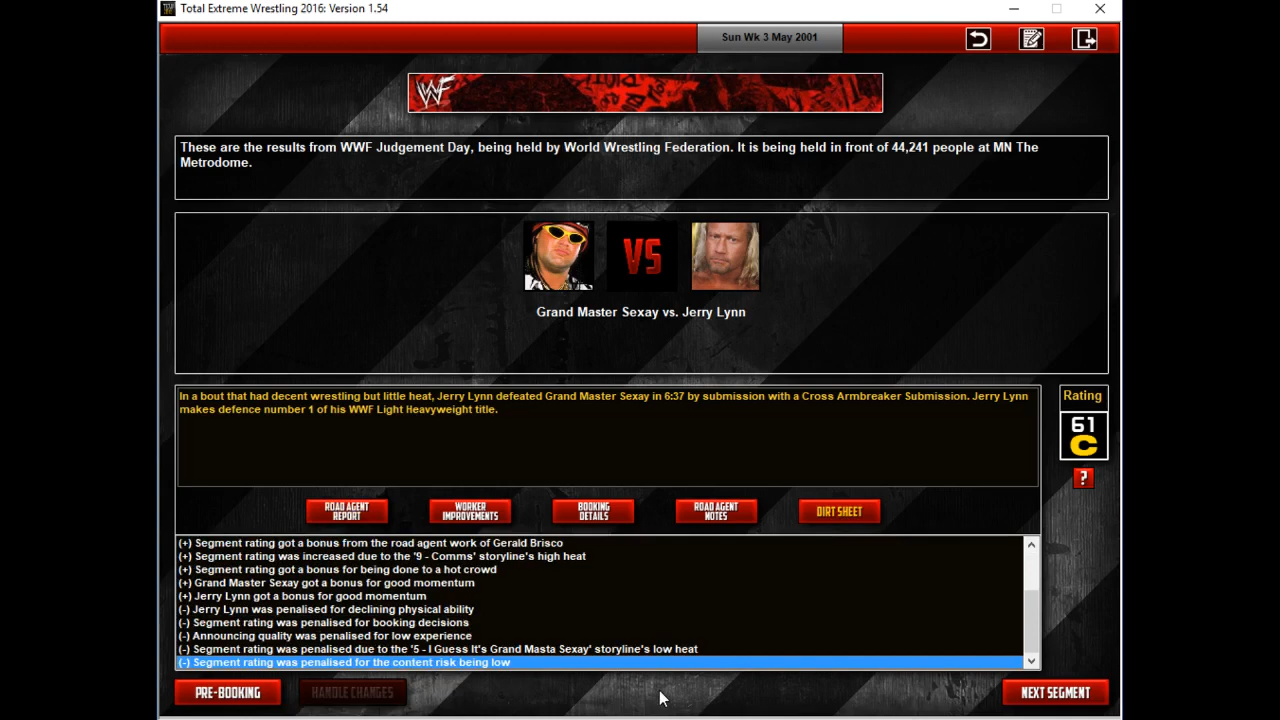 Total Extreme Wrestling 2016: Version 1.54
Sun Wk 3 May 2001
These are the results from WWF Judgement Day, being held by World Wrestling Federation. It is being held in front of 44,241 people at MN The
Metrodome.
VS
Grand Master Sexay vs. Jerry Lynn
In a bout that had decent wrestling but little heat, Jerry Lynn defeated Grand Master Sexay in 6:37 by submission with a Cross Armbreaker Submission. Jerry Lynn
makes defence number 1 of his WWF Light Heavyweight title.
Rating
61
C
?
ROAD AGENT
REPORT
WORKER
IMPROVEMENTS
BOOKING
DETAILS
ROAD AGENT
NOTES
DIRT SHEET
(+) Segment rating got a bonus from the road agent work of Gerald Brisco
(+) Segment rating was increased due to the '9 - Comms' storyline's high heat
(+) Segment rating got a bonus for being done to a hot crowd
(+) Grand Master Sexay got a bonus for good momentum
(+) Jerry Lynn got a bonus for good momentum
(-) Jerry Lynn was penalised for declining physical ability
(-) Segment rating was penalised for booking decisions
(-) Announcing quality was penalised for low experience
(-) Segment rating was penalised due to the '5 - I Guess It's Grand Masta Sexay' storyline's low heat
(-) Segment rating was penalised for the content risk being low
PRE-BOOKING
HANDLE CHANGES
NEXT SEGMENT